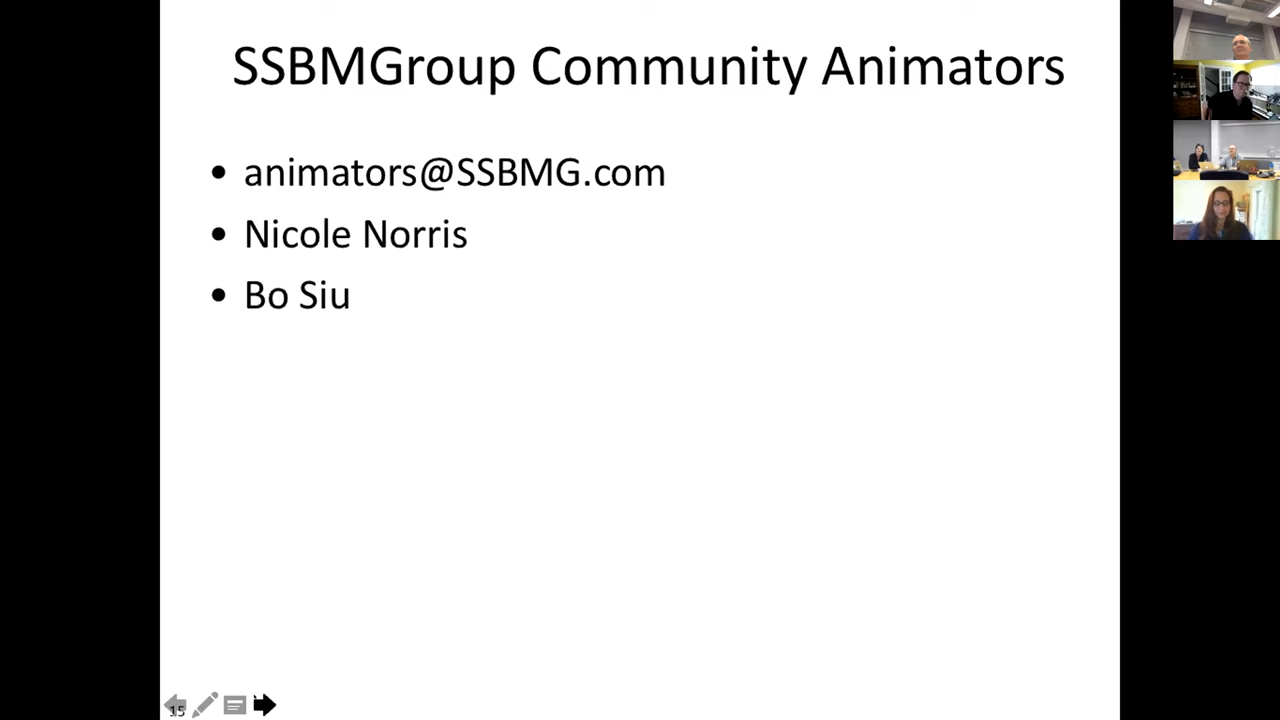 SSBMGroup Community Animators
• animators@SSBMG.com
• Nicole Norris
• Bo Siu
15